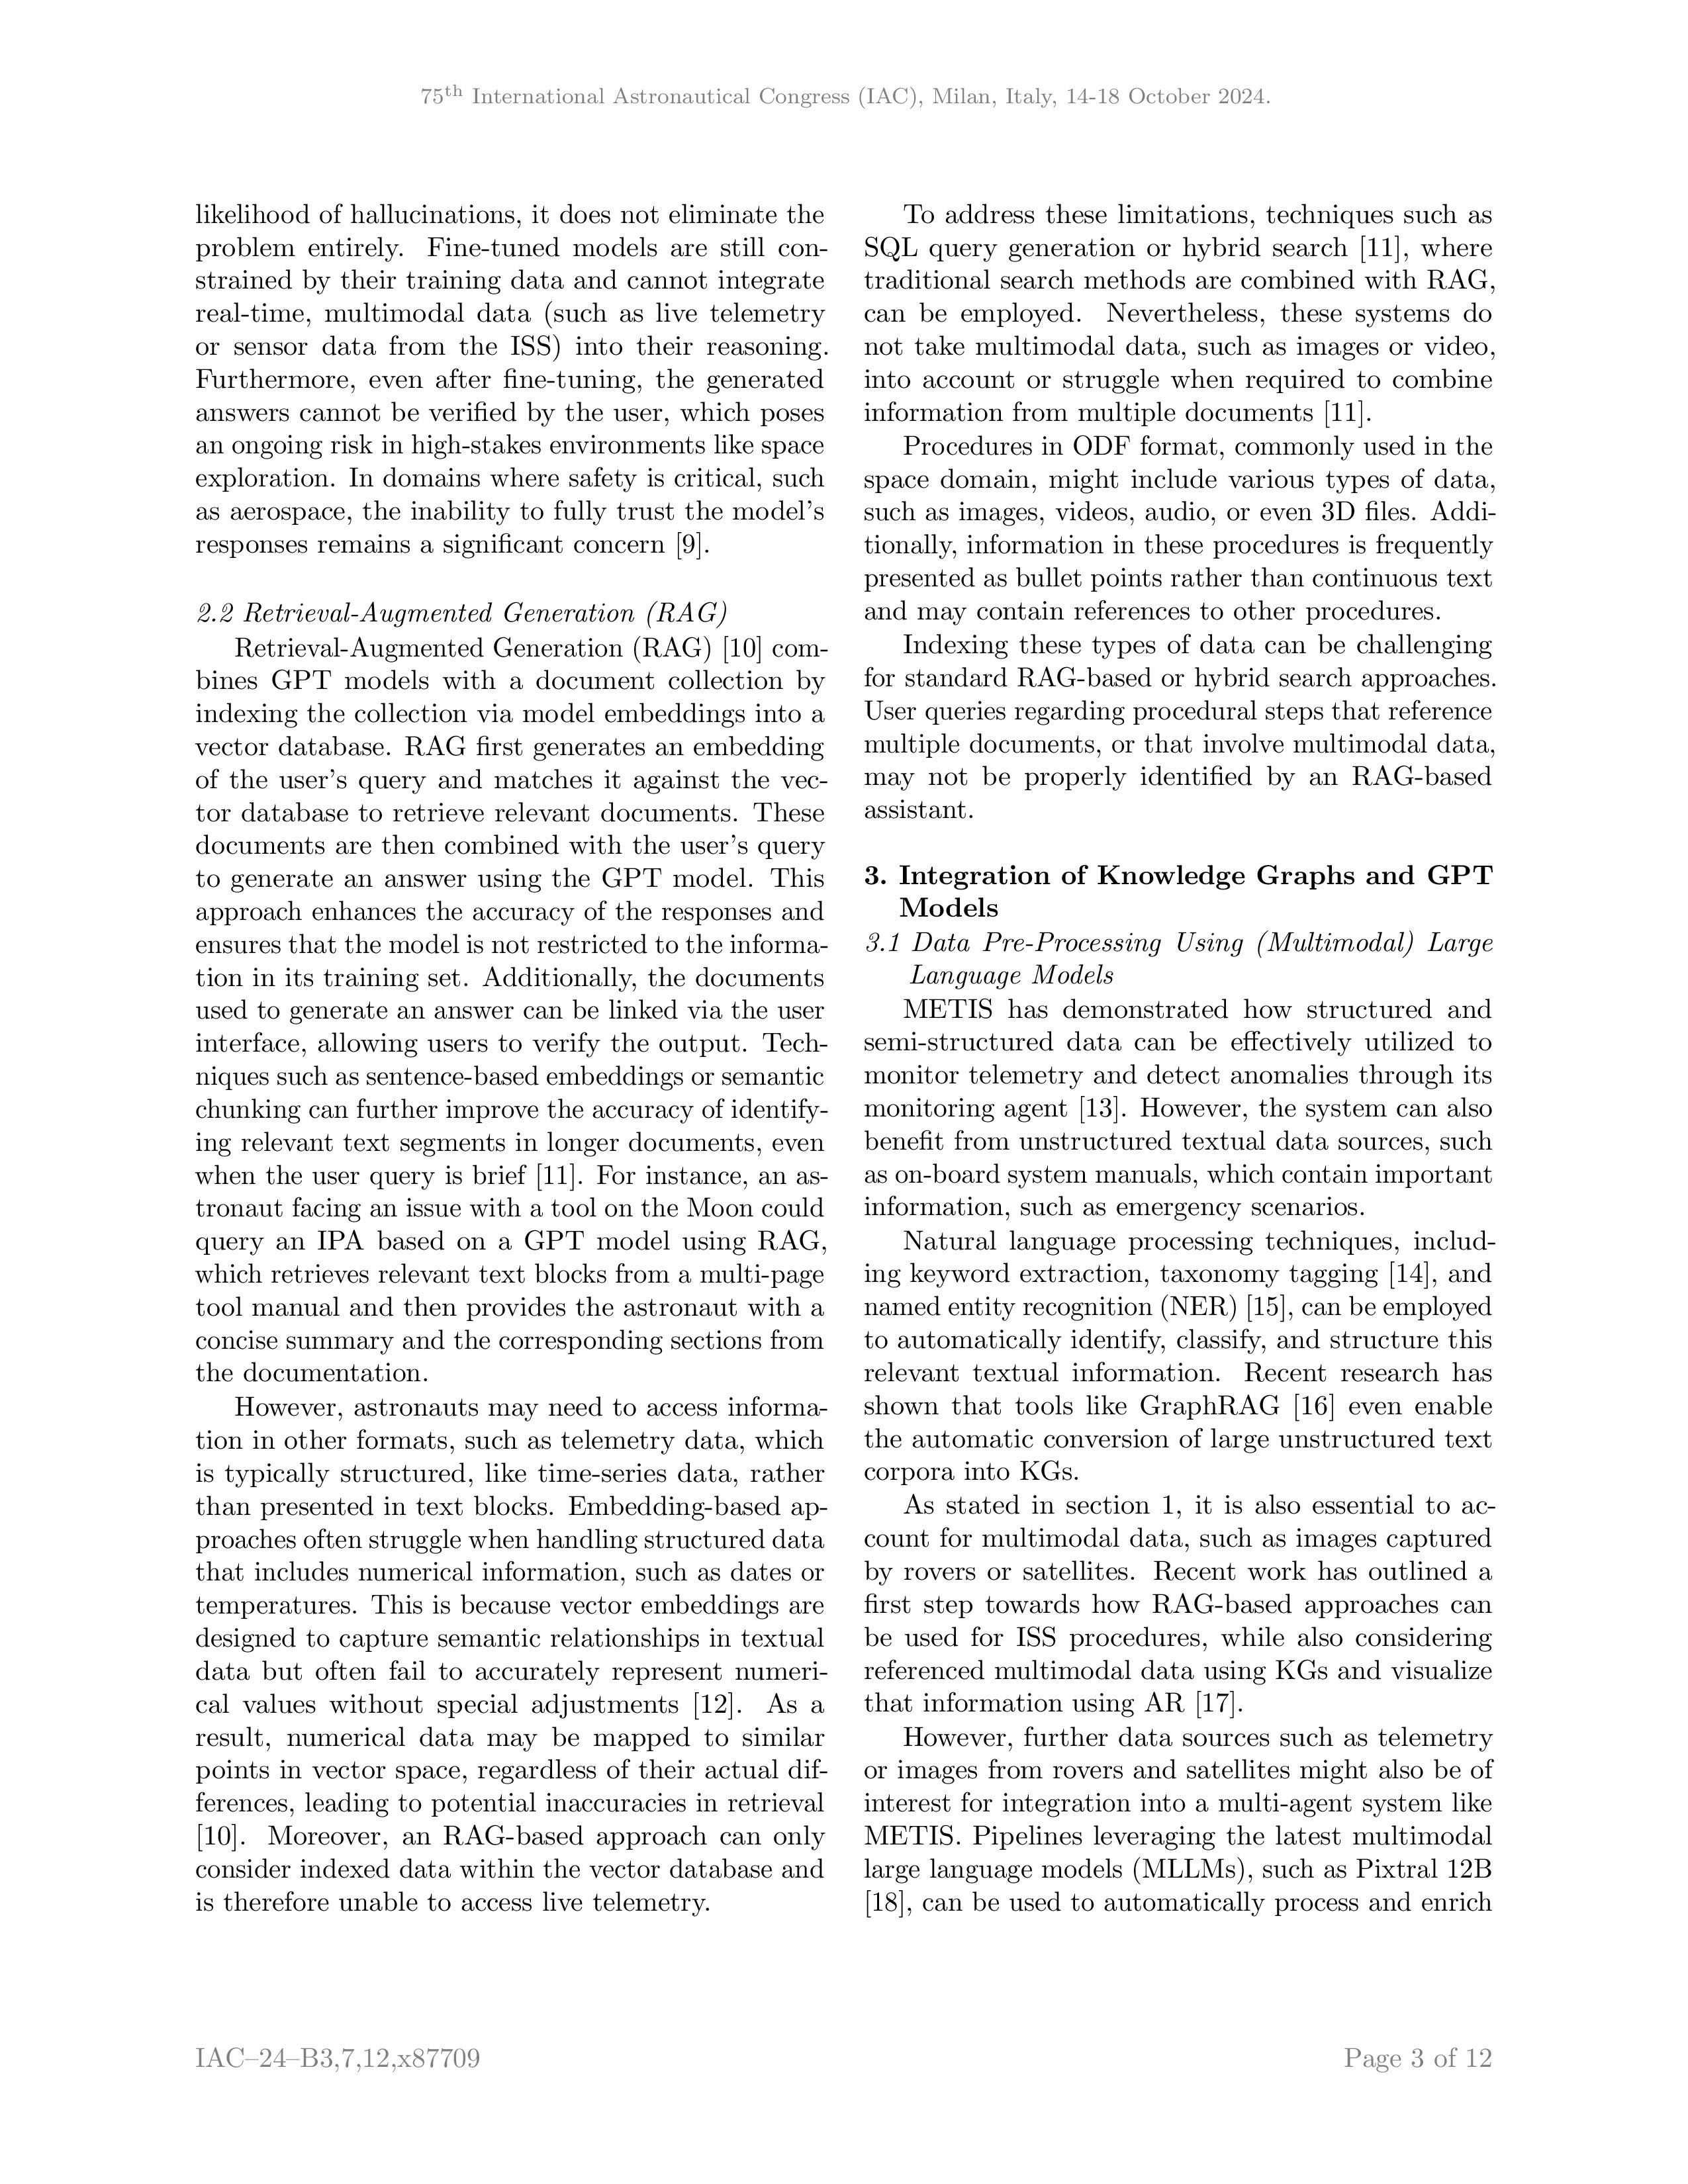 75th International Astronautical Congress (IAC), Milan, Italy, 14-18 October 2024.
likelihood of hallucinations, it does not eliminate the
problem entirely. Fine-tuned models are still con-
strained by their training data and cannot integrate
real-time, multimodal data (such as live telemetry
or sensor data from the ISS) into their reasoning.
Furthermore, even after fine-tuning, the generated
answers cannot be verified by the user, which poses
an ongoing risk in high-stakes environments like space
exploration. In domains where safety is critical, such
as aerospace, the inability to fully trust the model's
responses remains a significant concern [9].
2.2 Retrieval-Augmented Generation (RAG)
Retrieval-Augmented Generation (RAG) [10] com-
bines GPT models with a document collection by
indexing the collection via model embeddings into a
vector database. RAG first generates an embedding
of the user's query and matches it against the vec-
tor database to retrieve relevant documents. These
documents are then combined with the user's query
to generate an answer using the GPT model. This
approach enhances the accuracy of the responses and
ensures that the model is not restricted to the informa-
tion in its training set. Additionally, the documents
used to generate an answer can be linked via the user
interface, allowing users to verify the output. Tech-
niques such as sentence-based embeddings or semantic
chunking can further improve the accuracy of identify-
ing relevant text segments in longer documents, even
when the user query is brief [11]. For instance, an as-
tronaut facing an issue with a tool on the Moon could
query an IPA based on a GPT model using RAG,
which retrieves relevant text blocks from a multi-page
tool manual and then provides the astronaut with a
concise summary and the corresponding sections from
the documentation.
However, astronauts may need to access informa-
tion in other formats, such as telemetry data, which
is typically structured, like time-series data, rather
than presented in text blocks. Embedding-based ap-
proaches often struggle when handling structured data
that includes numerical information, such as dates or
temperatures. This is because vector embeddings are
designed to capture semantic relationships in textual
data but often fail to accurately represent numeri-
cal values without special adjustments [12]. As a
result, numerical data may be mapped to similar
points in vector space, regardless of their actual dif-
ferences, leading to potential inaccuracies in retrieval
[10]. Moreover, an RAG-based approach can only
consider indexed data within the vector database and
is therefore unable to access live telemetry.
To address these limitations, techniques such as
SQL query generation or hybrid search [11], where
traditional search methods are combined with RAG,
can be employed. Nevertheless, these systems do
not take multimodal data, such as images or video,
into account or struggle when required to combine
information from multiple documents [11].
Procedures in ODF format, commonly used in the
space domain, might include various types of data,
such as images, videos, audio, or even 3D files. Addi-
tionally, information in these procedures is frequently
presented as bullet points rather than continuous text
and may contain references to other procedures.
Indexing these types of data can be challenging
for standard RAG-based or hybrid search approaches.
User queries regarding procedural steps that reference
multiple documents, or that involve multimodal data,
may not be properly identified by an RAG-based
assistant.
3. Integration of Knowledge Graphs and GPT
Models
3.1 Data Pre-Processing Using (Multimodal) Large
Language Models
METIS has demonstrated how structured and
semi-structured data can be effectively utilized to
monitor telemetry and detect anomalies through its
monitoring agent [13]. However, the system can also
benefit from unstructured textual data sources, such
as on-board system manuals, which contain important
information, such as emergency scenarios.
Natural language processing techniques, includ-
ing keyword extraction, taxonomy tagging [14], and
named entity recognition (NER) [15], can be employed
to automatically identify, classify, and structure this
relevant textual information. Recent research has
shown that tools like GraphRAG [16] even enable
the automatic conversion of large unstructured text
corpora into KGs.
As stated in section 1, it is also essential to ac-
count for multimodal data, such as images captured
by rovers or satellites. Recent work has outlined a
first step towards how RAG-based approaches can
be used for ISS procedures, while also considering
referenced multimodal data using KGs and visualize
that information using AR [17].
However, further data sources such as telemetry
or images from rovers and satellites might also be of
interest for integration into a multi-agent system like
METIS. Pipelines leveraging the latest multimodal
large language models (MLLMs), such as Pixtral 12B
[18], can be used to automatically process and enrich
IAC–24–B3,7,12,x87709
Page 3 of 12